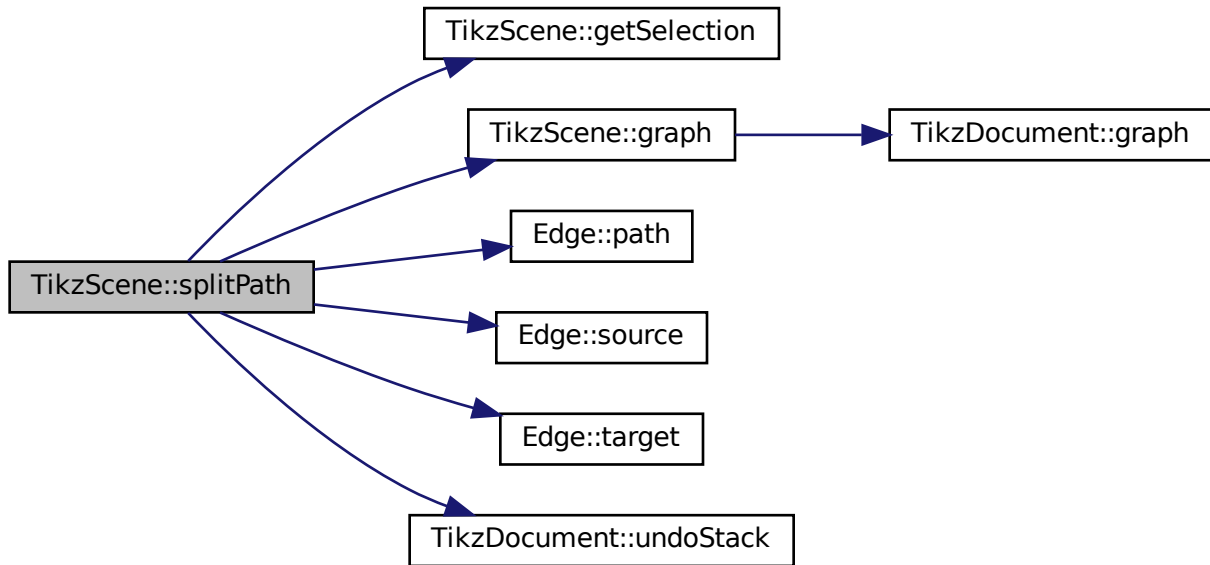 TikzScene::getSelection
TikzScene::graph
TikzDocument::graph
Edge::path
TikzScene::splitPath
Edge::source
Edge::target
TikzDocument::undoStack